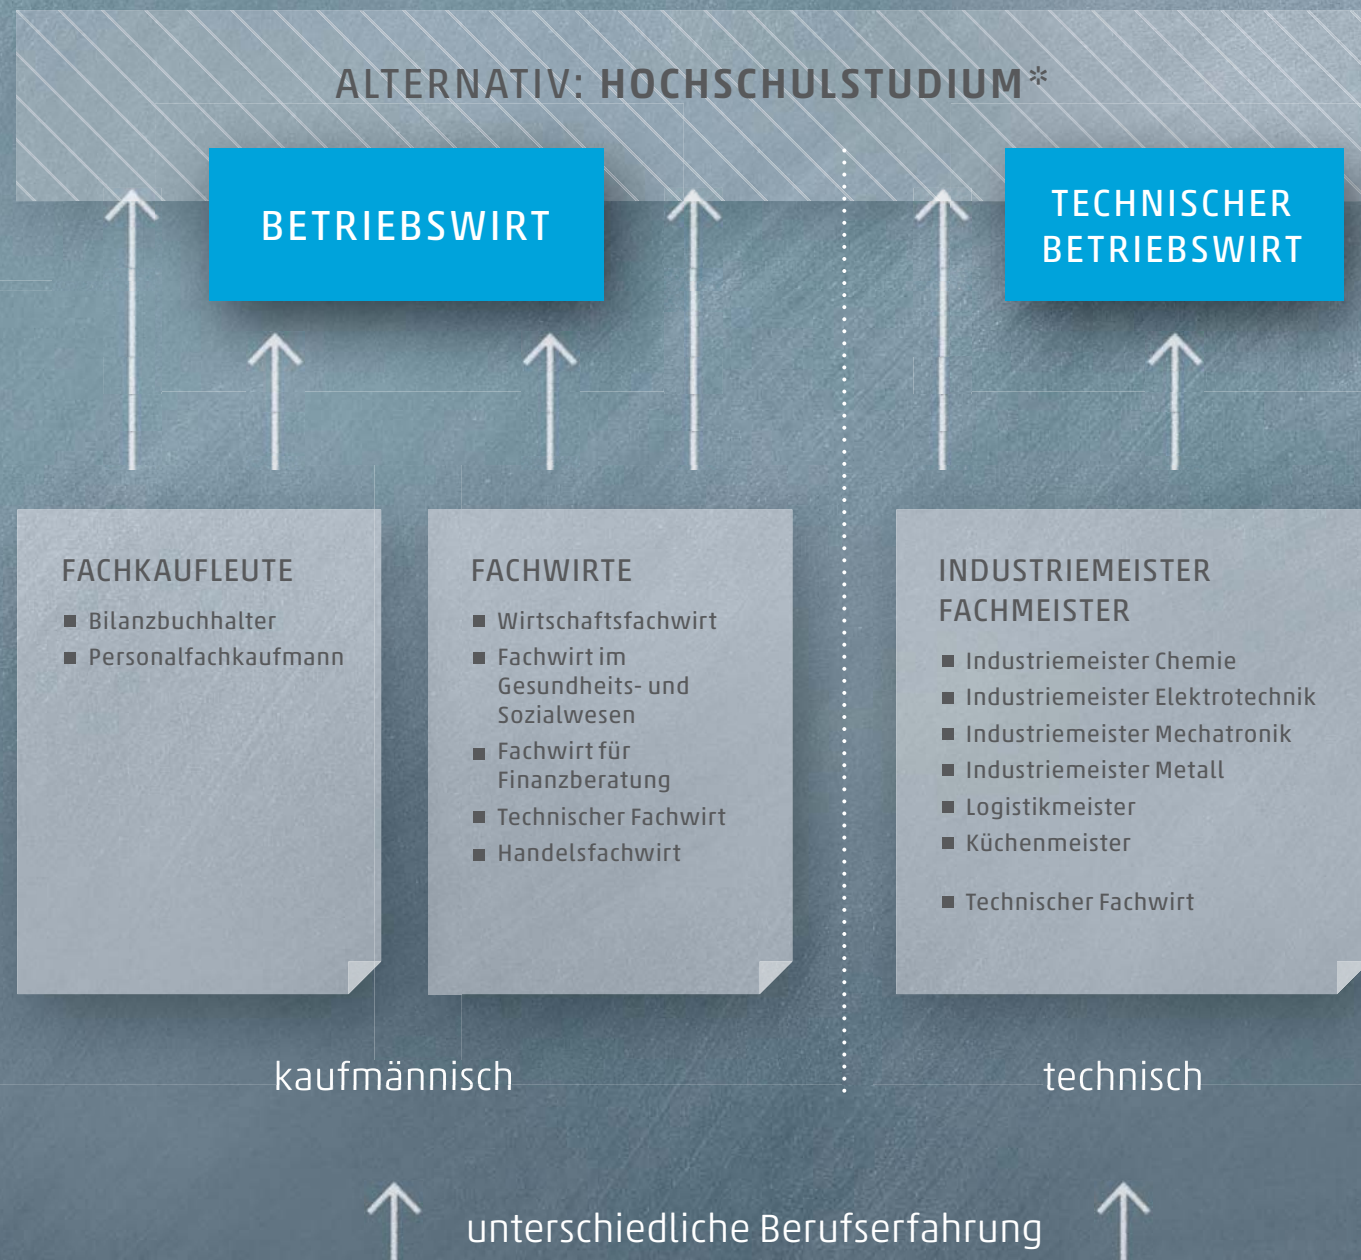 ALTERNATIV: HOCHSCHULSTUDIUM*
BETRIEBSWIRT
TECHNISCHER
BETRIEBSWIRT
FACHKAUFLEUTE
■ Bilanzbuchhalter
■ Personalfachkaufmann
FACHWIRTE
■ Wirtschaftsfachwirt
■ Fachwirt im
Gesundheits- und
Sozialwesen
■ Fachwirt für
Finanzberatung
■ Technischer Fachwirt
■ Handelsfachwirt
INDUSTRIEMEISTER
FACHMEISTER
■ Industriemeister Chemie
■ Industriemeister Elektrotechnik
■ Industriemeister Mechatronik
■ Industriemeister Metall
■ Logistikmeister
■ Küchenmeister
■ Technischer Fachwirt
kaufmännisch
technisch
unterschiedliche Berufserfahrung